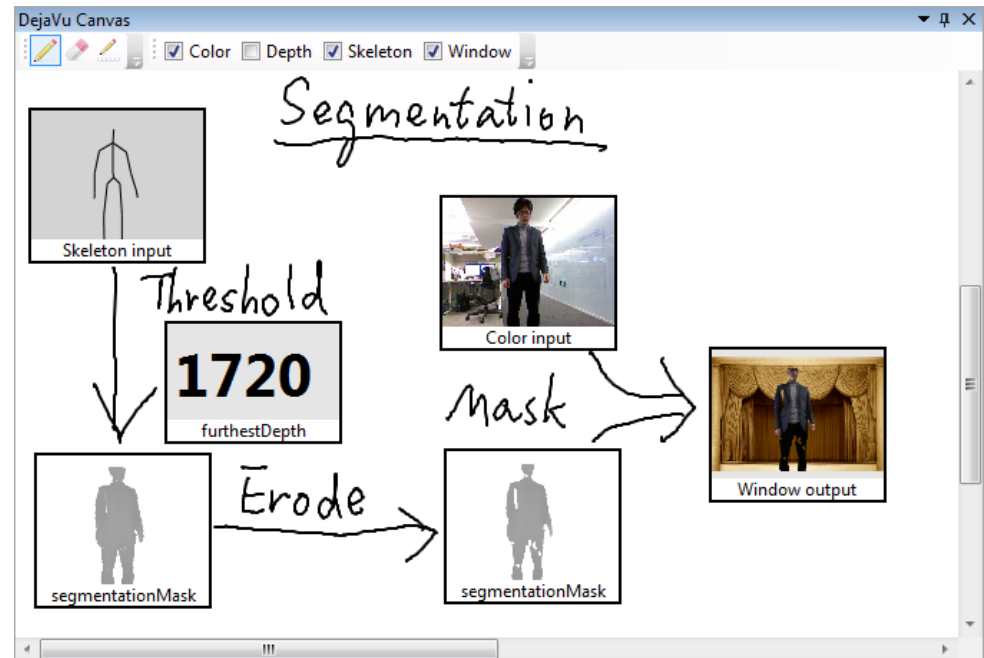 DejaVu Canvas
Color Depth Skeleton Window
Segmentation
Skeleton input
Threshold
1720
furthestDepth
Color input
Mask
Window output
segmentationMask
Erode
segmentationMask